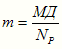 m = МД / N_P